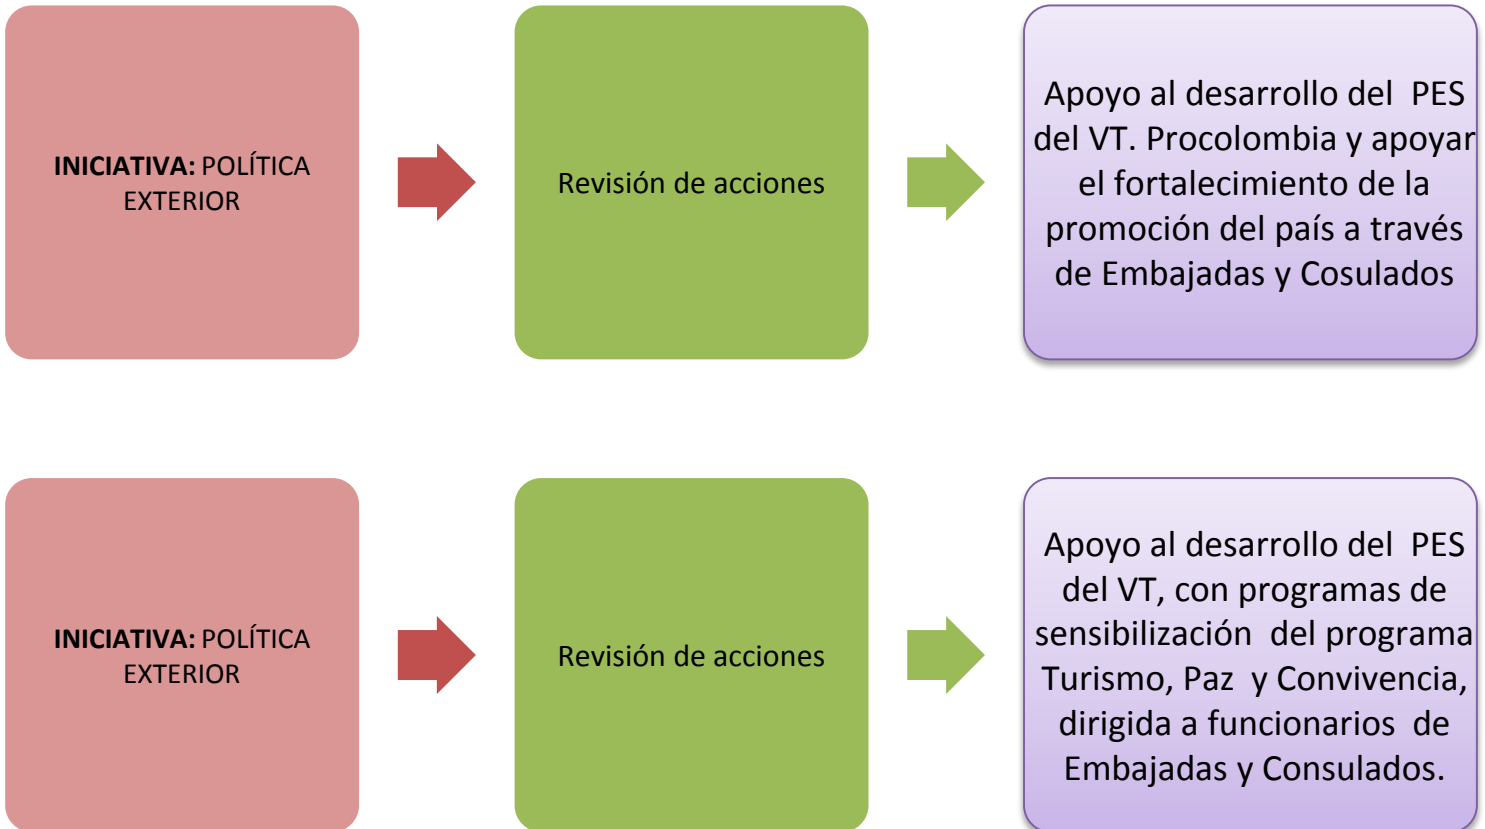 INICIATIVA: POLÍTICA
EXTERIOR
Revisión de acciones
Apoyo al desarrollo del PES
del VT. Procolombia y apoyar
el fortalecimiento de la
promoción del país a través
de Embajadas y Cosulados
INICIATIVA: POLÍTICA
EXTERIOR
Revisión de acciones
Apoyo al desarrollo del PES
del VT, con programas de
sensibilización del programa
Turismo, Paz y Convivencia,
dirigida a funcionarios de
Embajadas y Consulados.